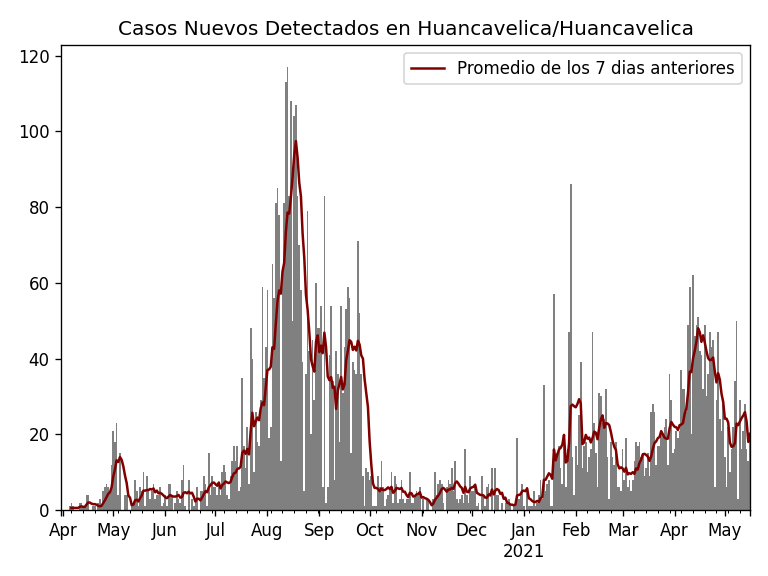 Casos Nuevos Detectados en Huancavelica/Huancavelica
Promedio de los 7 dias anteriores
120
100
80
60
40
20
0
Apr May Jun Jul Aug Sep Oct Nov Dec Jan Feb Mar Apr May
2021